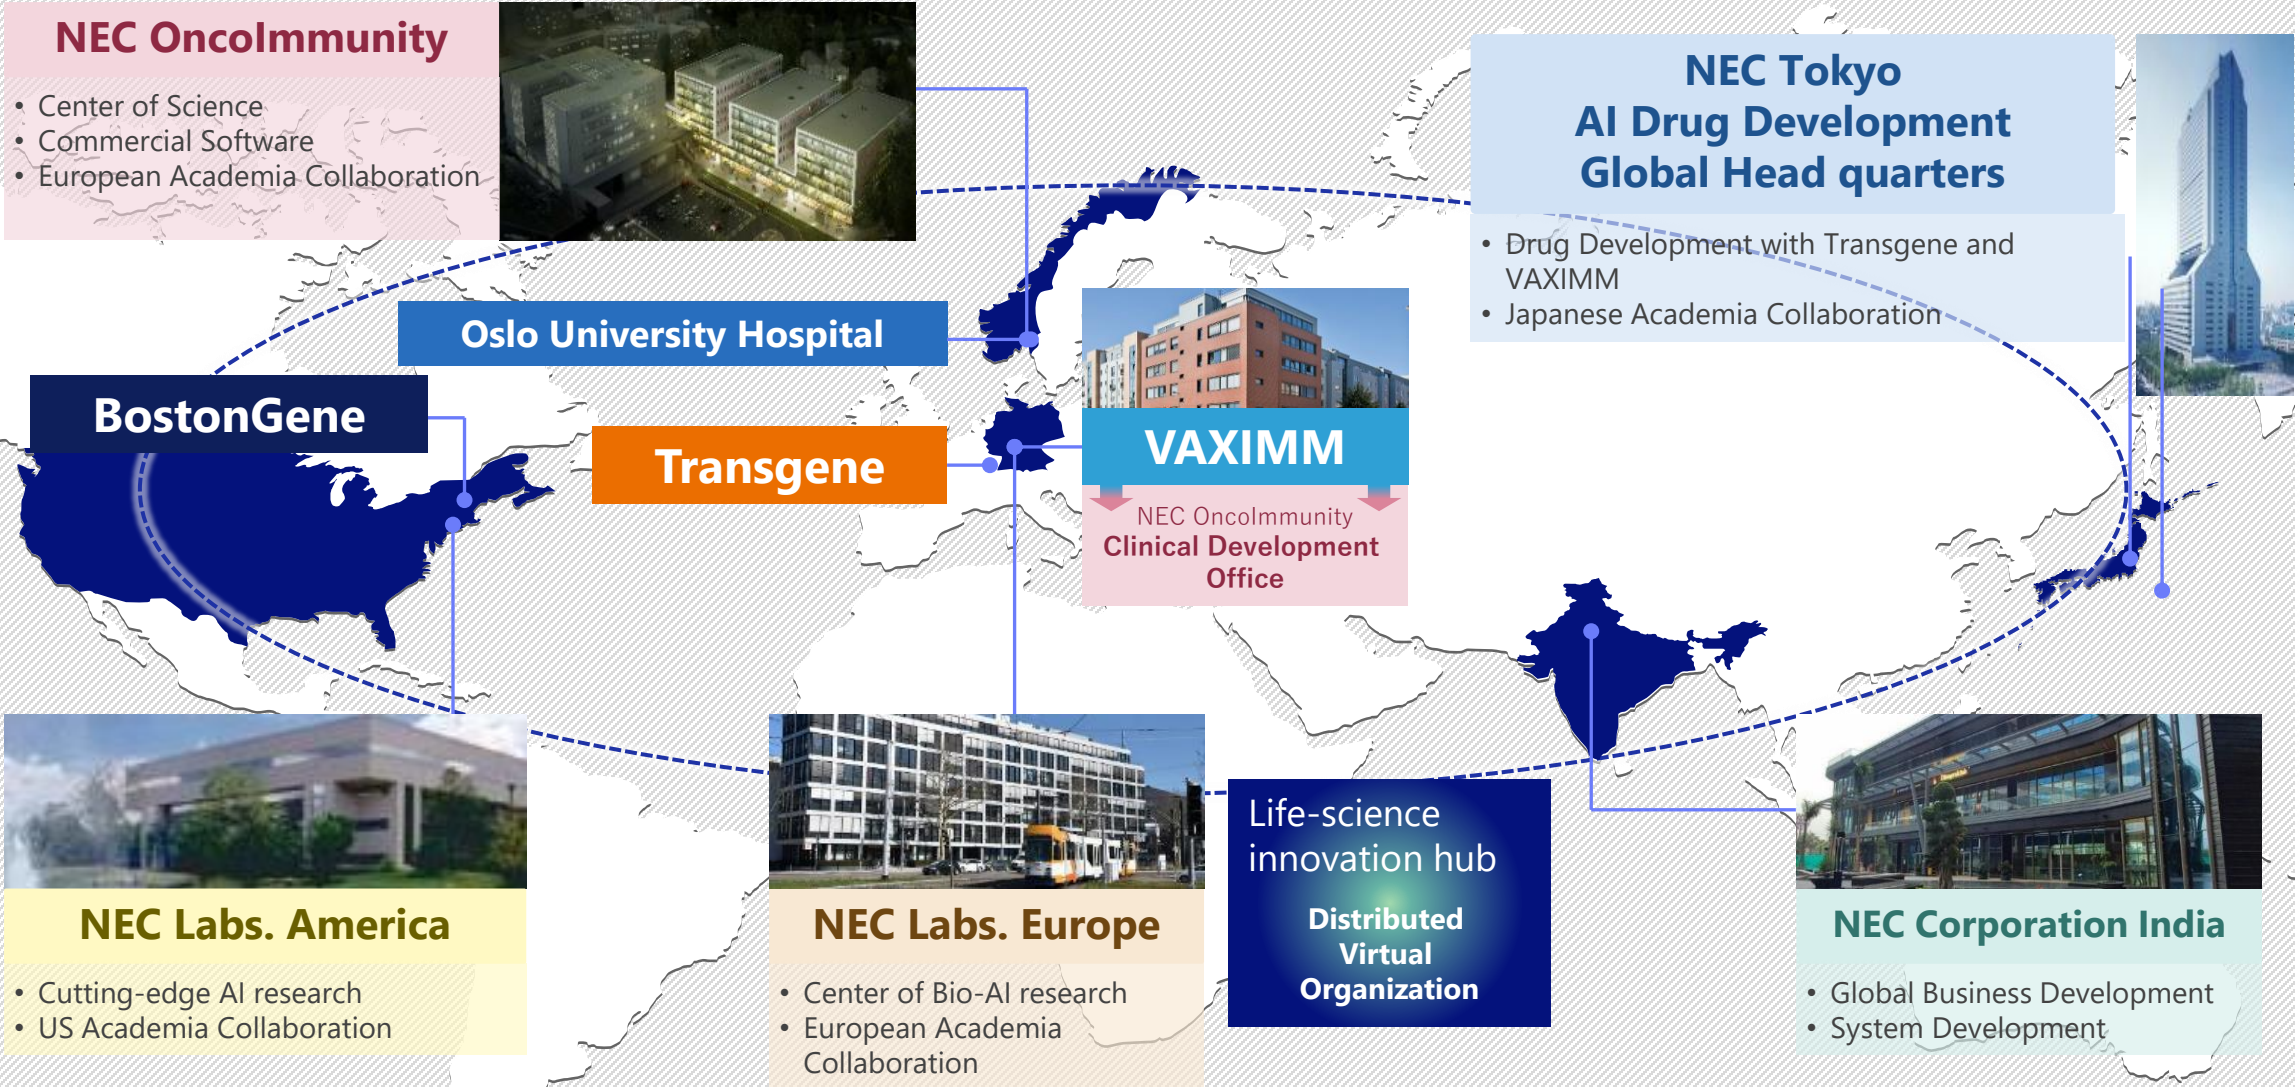 NEC OncoImmunity
• Center of Science
• Commercial Software
• European Academia Collaboration
NEC Tokyo
AI Drug Development
Global Head quarters
• Drug Development with Transgene and
VAXIMM
• Japanese Academia Collaboration
Oslo University Hospital
BostonGene
Transgene
VAXIMM
NEC OncoImmunity
Clinical Development
Office
NEC Labs. America
• Cutting-edge AI research
• US Academia Collaboration
NEC Labs. Europe
• Center of Bio-AI research
• European Academia
Collaboration
Life-science
innovation hub
Distributed
Virtual
Organization
NEC Corporation India
• Global Business Development
• System Development